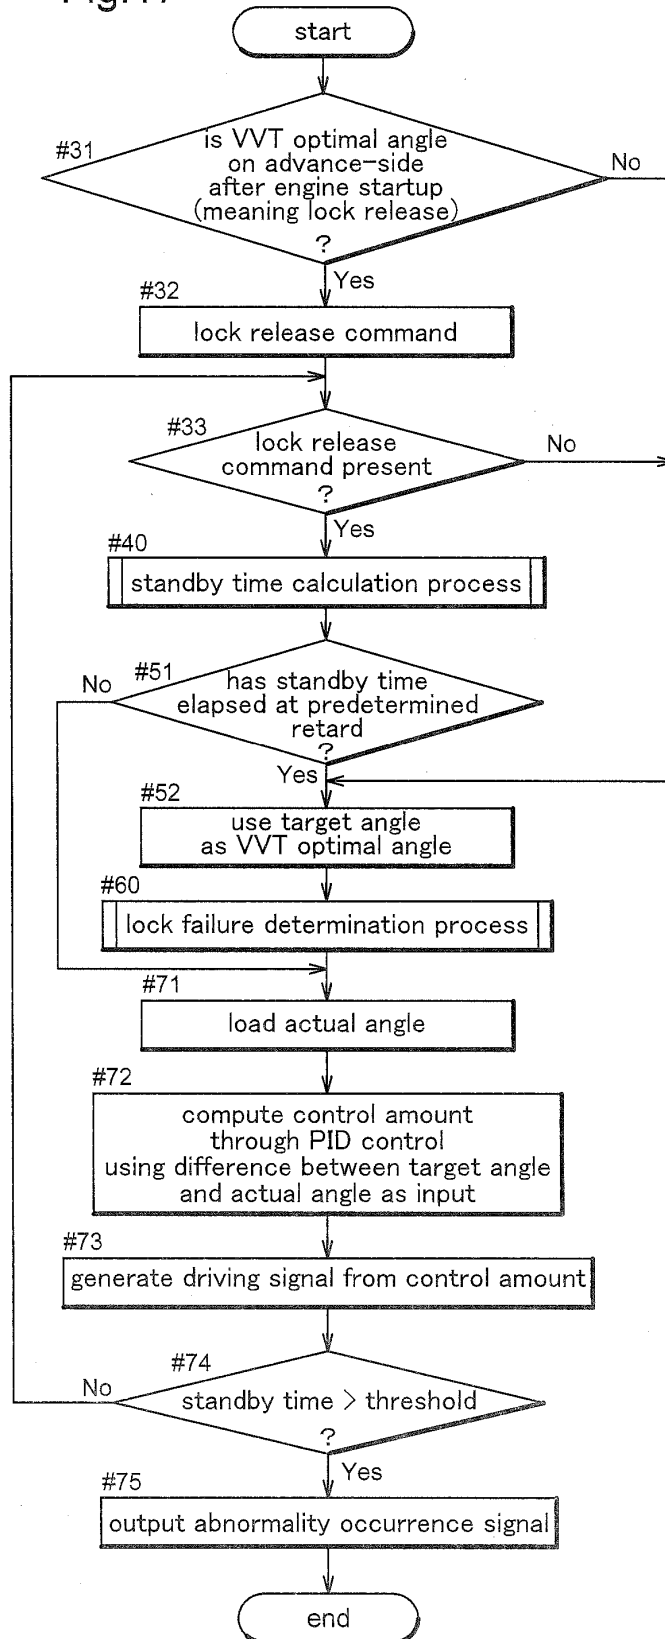 start
#31
is VVT optimal angle
on advance-side
after engine startup
(meaning lock release)
?
No
Yes
#32
lock release command
#33
lock release
command present
?
No
Yes
#40
standby time calculation process
#51
No
has standby time
elapsed at predetermined
retard
?
Yes
#52
use target angle
as VVT optimal angle
#60
lock failure determination process
#71
load actual angle
#72
compute control amount
through PID control
using difference between target angle
and actual angle as input
#73
generate driving signal from control amount
#74
No
standby time > threshold
?
Yes
#75
output abnormality occurrence signal
end